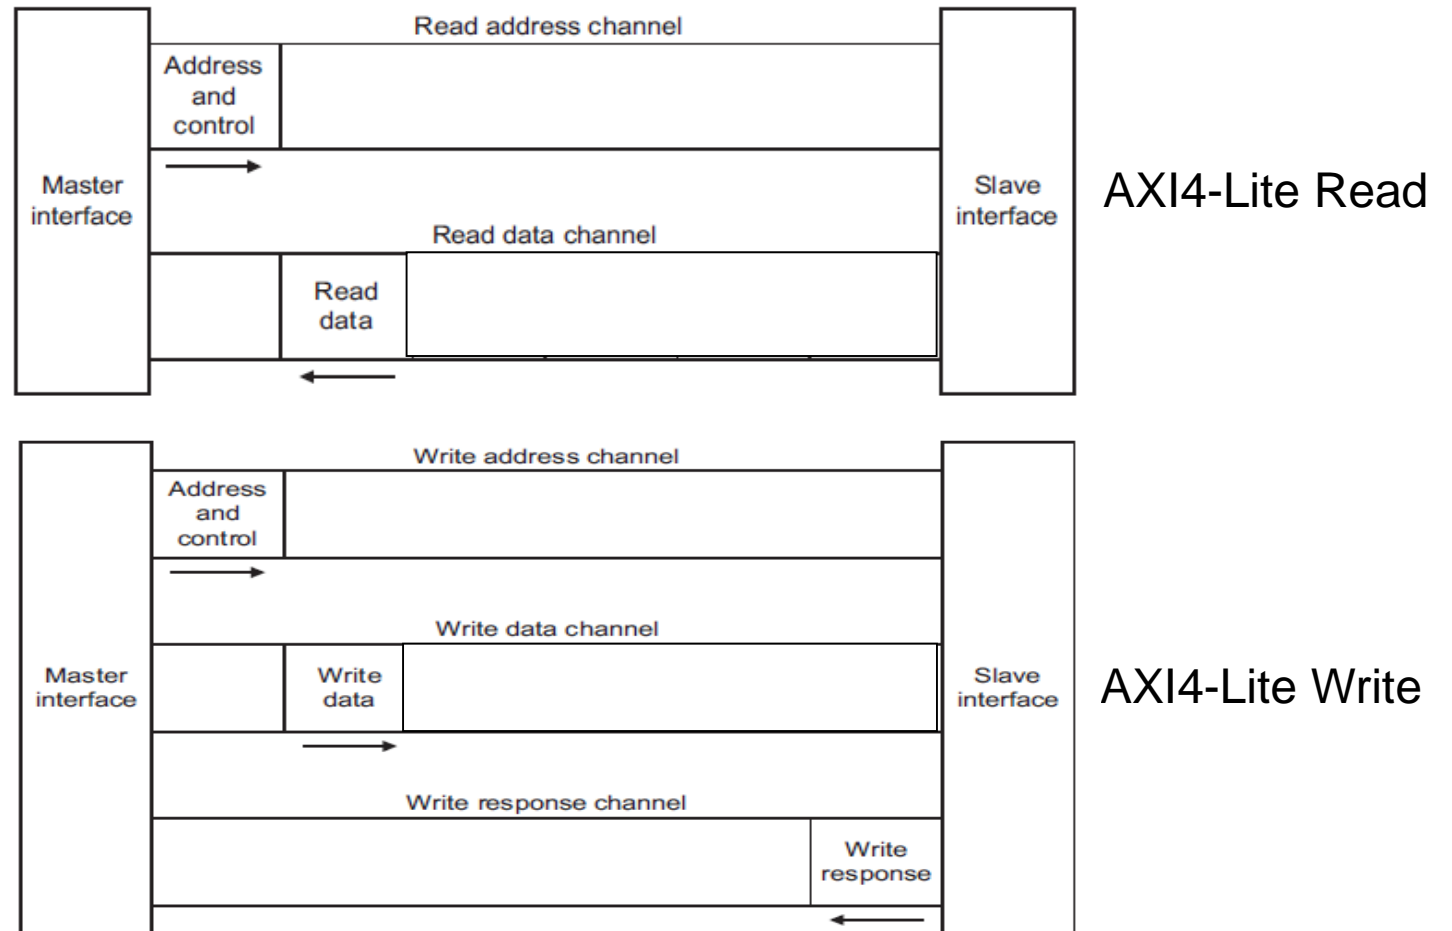 Read address channel
Address
and
control
Master
interface
Slave
interface
AXI4-Lite Read
Read data channel
Read
data
Write address channel
Address
and
control
Write data channel
Master
interface
Write
data
Slave
interface
AXI4-Lite Write
Write response channel
Write
response